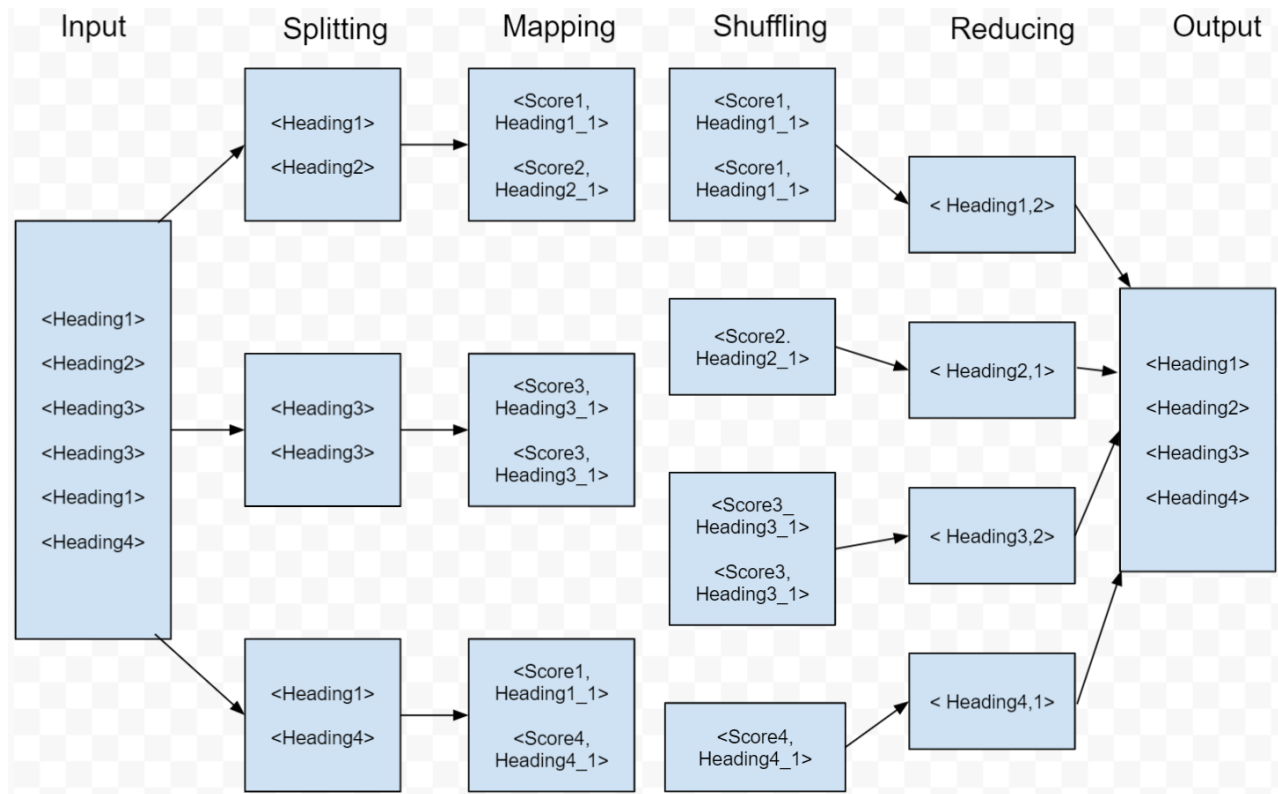 Input
Splitting
Mapping
Shuffling
Reducing
Output
<Heading1>
<Heading2>
<Heading3>
<Heading3>
<Heading1>
<Heading4>
<Heading1>
<Heading2>
<Heading3>
<Heading3>
<Heading1>
<Heading4>
<Score1,
Heading1_1>
<Score2,
Heading2_1>
<Score3,
Heading3_1>
<Score3,
Heading3_1>
<Score1,
Heading1_1>
<Score4,
Heading4_1>
<Score1,
Heading1_1>
<Score1,
Heading1_1>
<Score2.
Heading2_1>
<Score3_
Heading3_1>
<Score3,
Heading3_1>
<Score4,
Heading4_1>
< Heading1,2>
< Heading2,1>
< Heading3,2>
< Heading4,1>
<Heading1>
<Heading2>
<Heading3>
<Heading4>